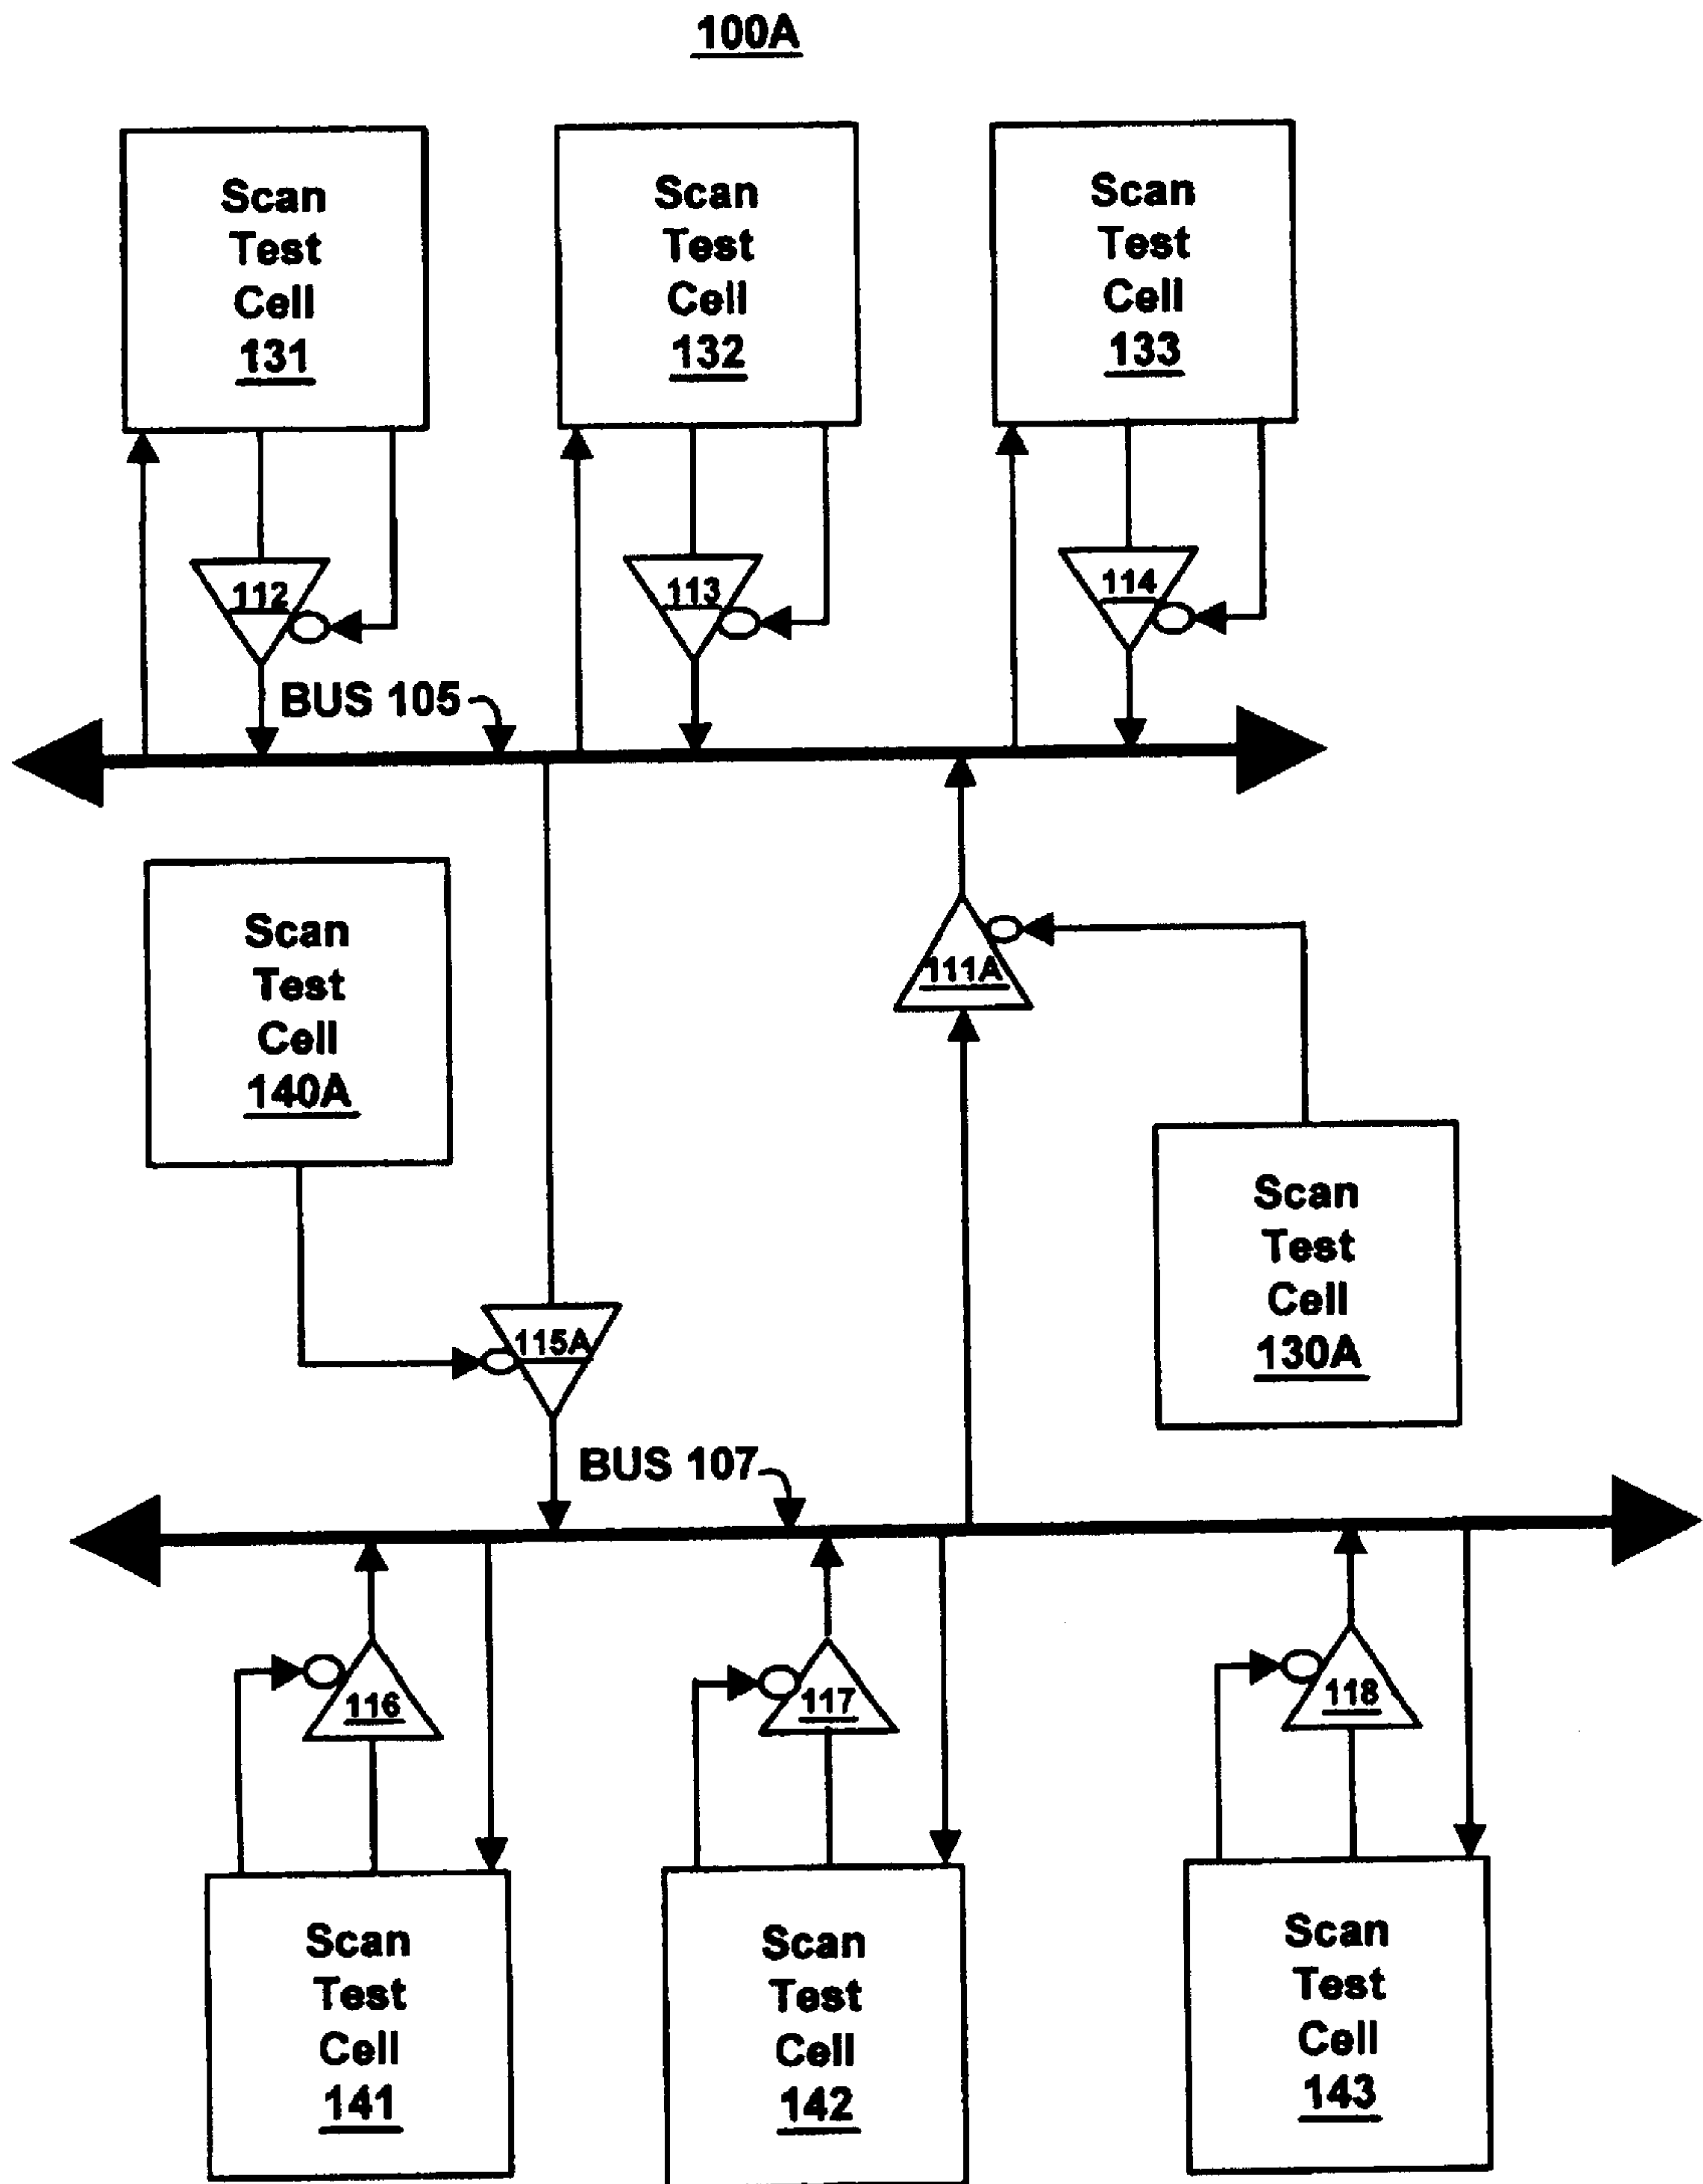 100A
Scan
Test
Cell
131
Scan
Test
Cell
132
Scan
Test
Cell
133
112
113
114
BUS 105
Scan
Test
Cell
140A
111A
Scan
Test
Cell
130A
115A
BUS 107
116
117
118
Scan
Test
Cell
141
Scan
Test
Cell
142
Scan
Test
Cell
143